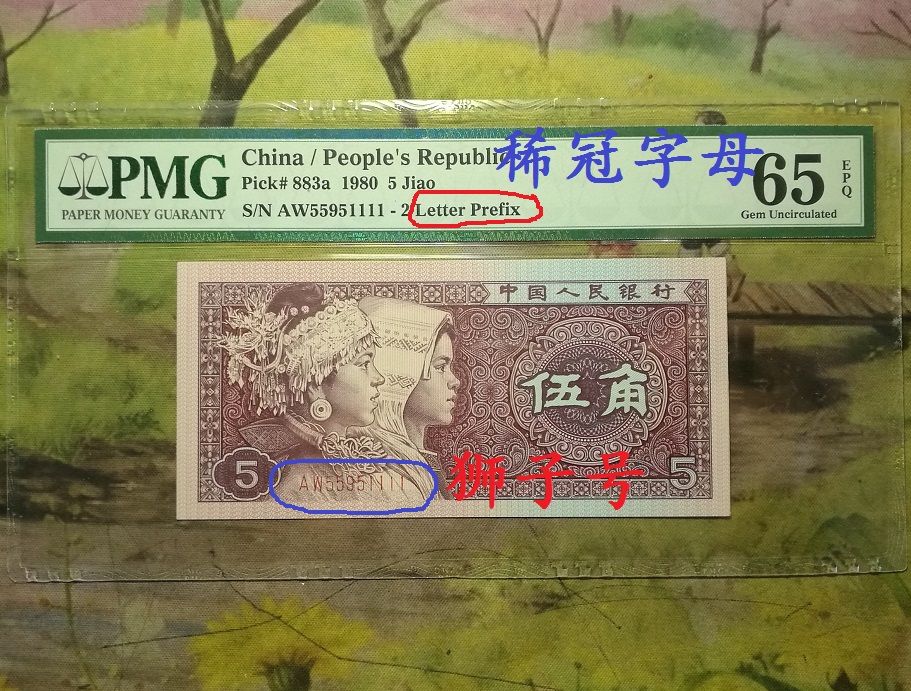 PMG
PAPER MONEY GUARANTY
China / People's Republic
Pick# 883a 1980 5 Jiao
S/N AW55951111 - 2 Letter Prefix
稀冠字母
65
EPQ
Gem Uncirculated
中国人民银行
伍角
5
AW55951111
狮子号
5